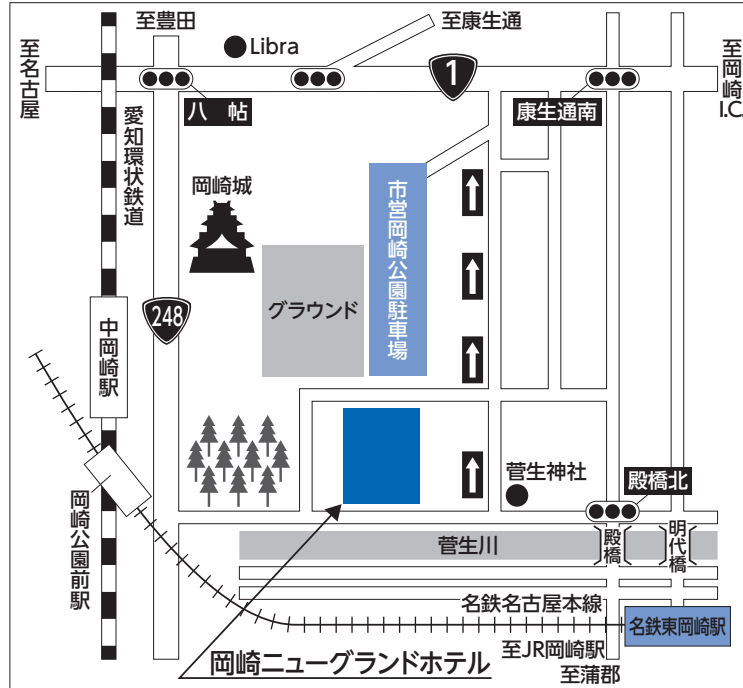 至豊田
至康生通
至名古屋
Libra
1
至岡崎I.C.
八 帖
康生通南
愛知環状鉄道
岡崎城
市営岡崎公園駐車場
グラウンド
248
中岡崎駅
菅生神社
殿橋北
岡崎公園前駅
菅生川
殿橋
明代橋
名鉄名古屋本線
名鉄東岡崎駅
至JR岡崎駅
岡崎ニューグランドホテル
至蒲郡